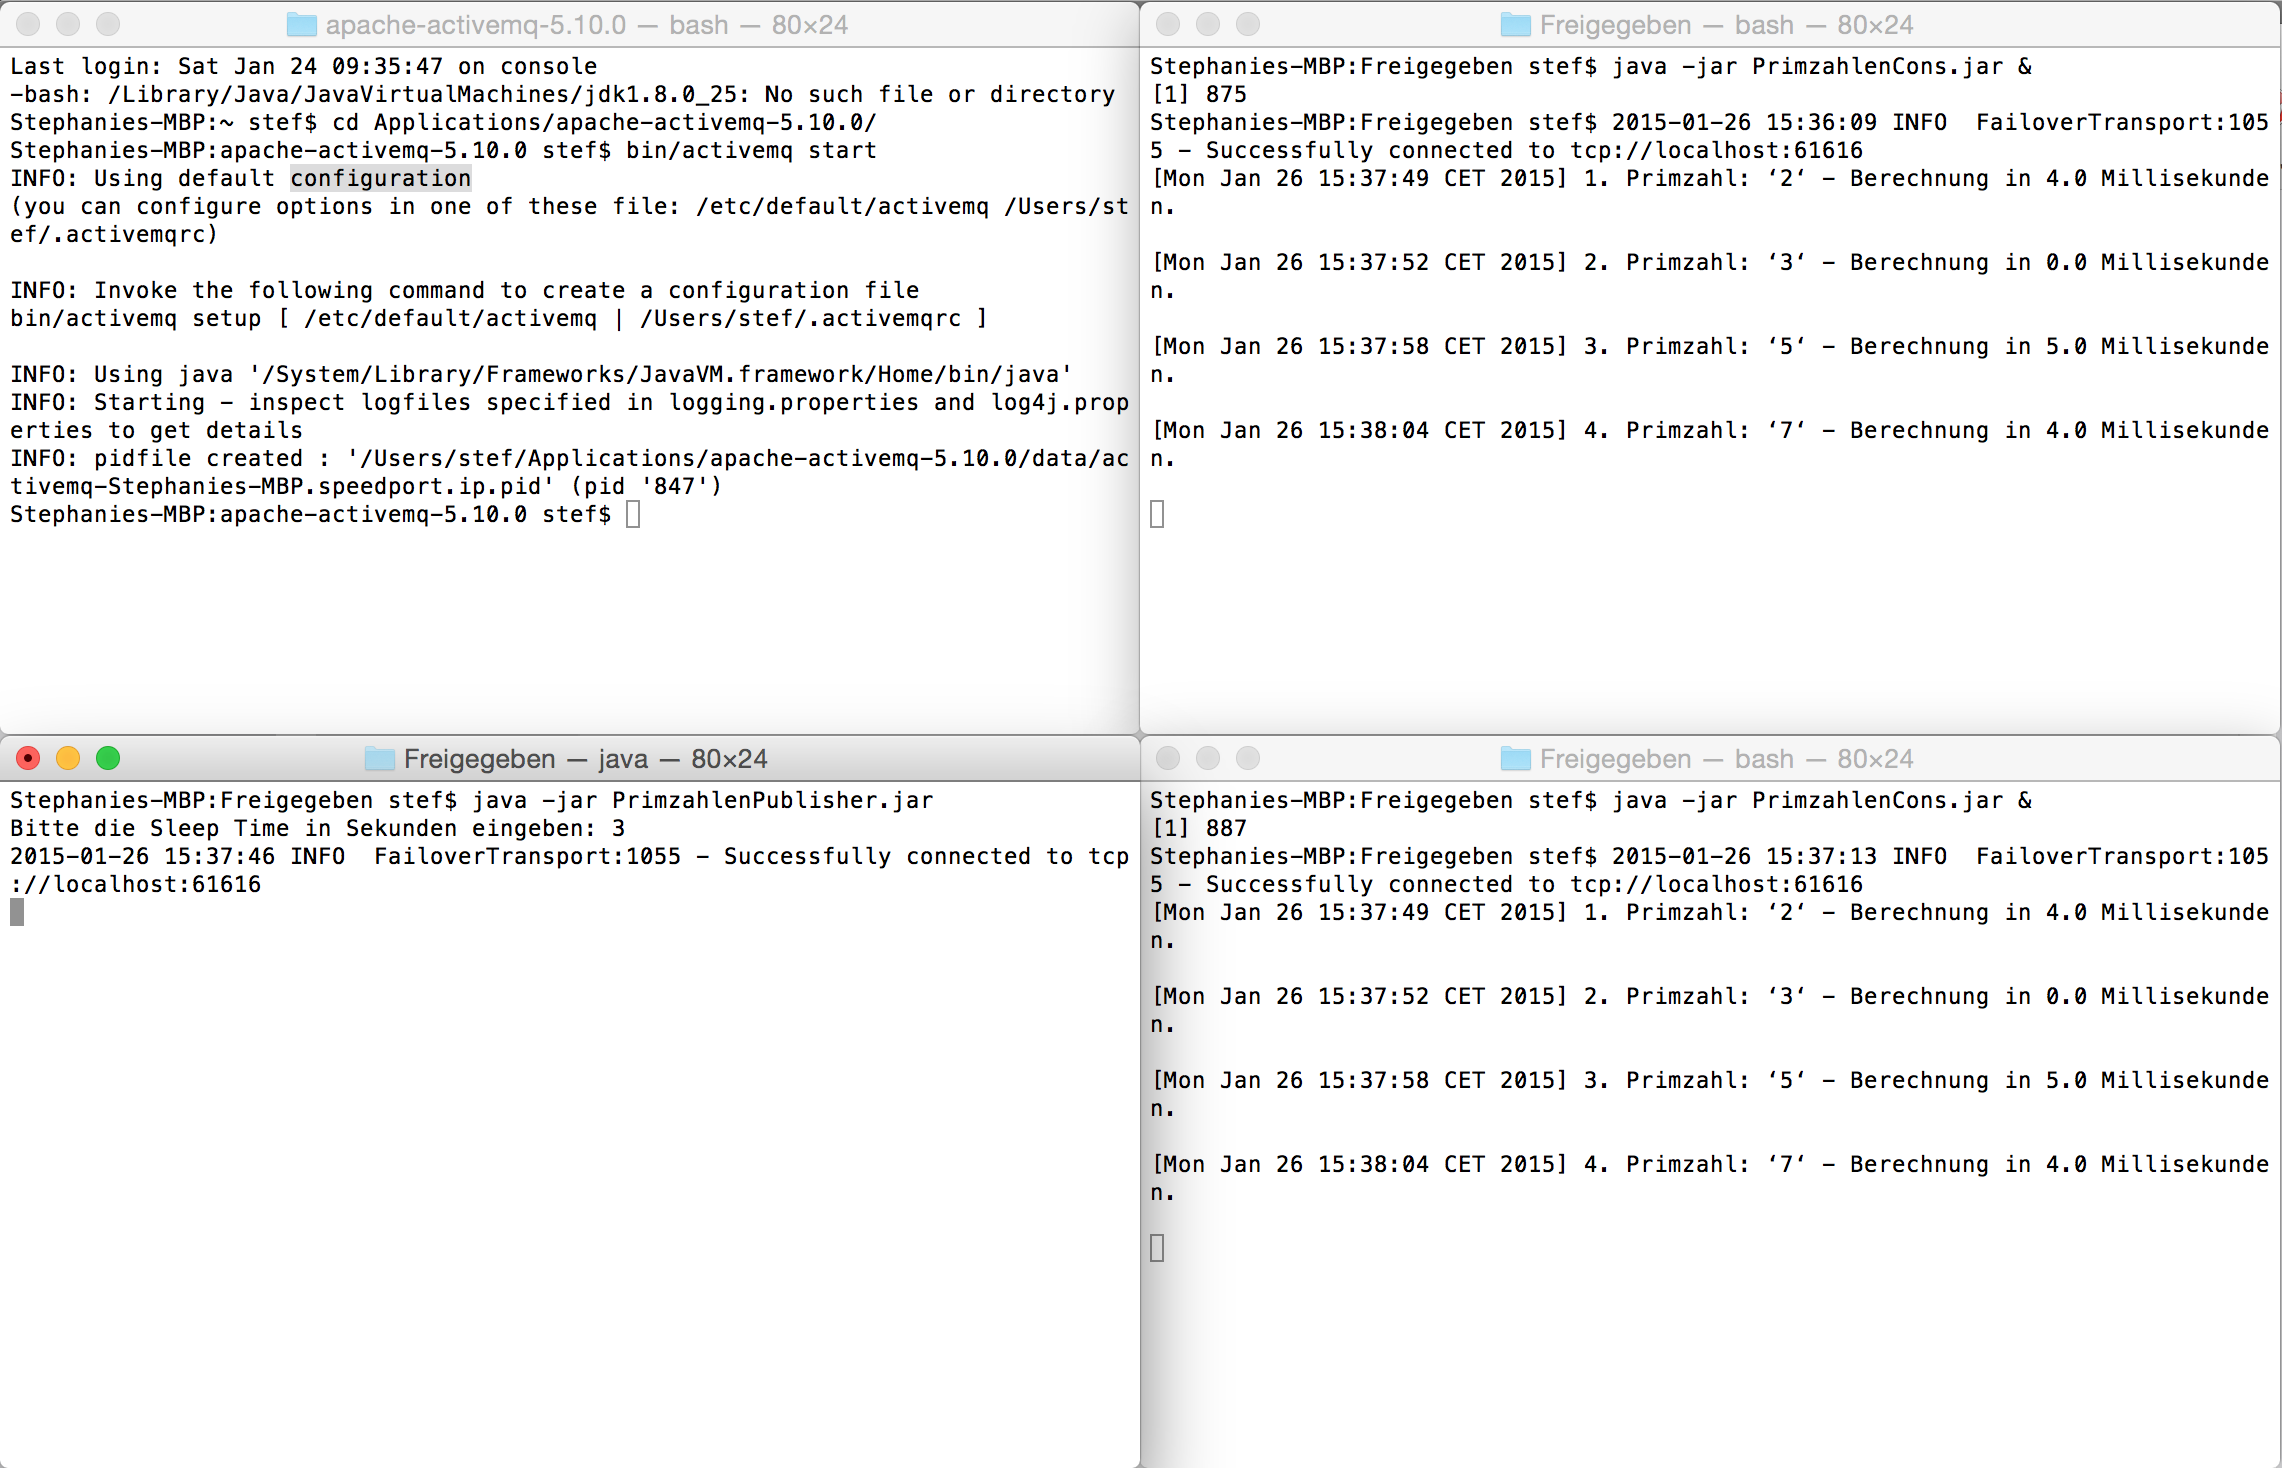 apache-activemq-5.10.0 — bash — 80×24
Last login: Sat Jan 24 09:35:47 on console
-bash: /Library/Java/JavaVirtualMachines/jdk1.8.0_25: No such file or directory
Stephanies-MBP:~ stef$ cd Applications/apache-activemq-5.10.0/
Stephanies-MBP:apache-activemq-5.10.0 stef$ bin/activemq start
INFO: Using default configuration
(you can configure options in one of these file: /etc/default/activemq /Users/st
ef/.activemqrc)
INFO: Invoke the following command to create a configuration file
bin/activemq setup [ /etc/default/activemq | /Users/stef/.activemqrc ]
INFO: Using java '/System/Library/Frameworks/JavaVM.framework/Home/bin/java'
INFO: Starting - inspect logfiles specified in logging.properties and log4j.prop
erties to get details
INFO: pidfile created : '/Users/stef/Applications/apache-activemq-5.10.0/data/ac
tivemq-Stephanies-MBP.speedport.ip.pid' (pid '847')
Stephanies-MBP:apache-activemq-5.10.0 stef$
Freigegeben — bash — 80×24
Stephanies-MBP:Freigegeben stef$ java -jar PrimzahlenCons.jar &
[1] 875
Stephanies-MBP:Freigegeben stef$ 2015-01-26 15:36:09 INFO  FailoverTransport:105
5 - Successfully connected to tcp://localhost:61616
[Mon Jan 26 15:37:49 CET 2015] 1. Primzahl: ‘2‘ - Berechnung in 4.0 Millisekunde
n.
[Mon Jan 26 15:37:52 CET 2015] 2. Primzahl: ‘3‘ - Berechnung in 0.0 Millisekunde
n.
[Mon Jan 26 15:37:58 CET 2015] 3. Primzahl: ‘5‘ - Berechnung in 5.0 Millisekunde
n.
[Mon Jan 26 15:38:04 CET 2015] 4. Primzahl: ‘7‘ - Berechnung in 4.0 Millisekunde
n.
Freigegeben — java — 80×24
Stephanies-MBP:Freigegeben stef$ java -jar PrimzahlenPublisher.jar
Bitte die Sleep Time in Sekunden eingeben: 3
2015-01-26 15:37:46 INFO  FailoverTransport:1055 - Successfully connected to tcp
://localhost:61616
Freigegeben — bash — 80×24
Stephanies-MBP:Freigegeben stef$ java -jar PrimzahlenCons.jar &
[1] 887
Stephanies-MBP:Freigegeben stef$ 2015-01-26 15:37:13 INFO  FailoverTransport:105
5 - Successfully connected to tcp://localhost:61616
[Mon Jan 26 15:37:49 CET 2015] 1. Primzahl: ‘2‘ - Berechnung in 4.0 Millisekunde
n.
[Mon Jan 26 15:37:52 CET 2015] 2. Primzahl: ‘3‘ - Berechnung in 0.0 Millisekunde
n.
[Mon Jan 26 15:37:58 CET 2015] 3. Primzahl: ‘5‘ - Berechnung in 5.0 Millisekunde
n.
[Mon Jan 26 15:38:04 CET 2015] 4. Primzahl: ‘7‘ - Berechnung in 4.0 Millisekunde
n.